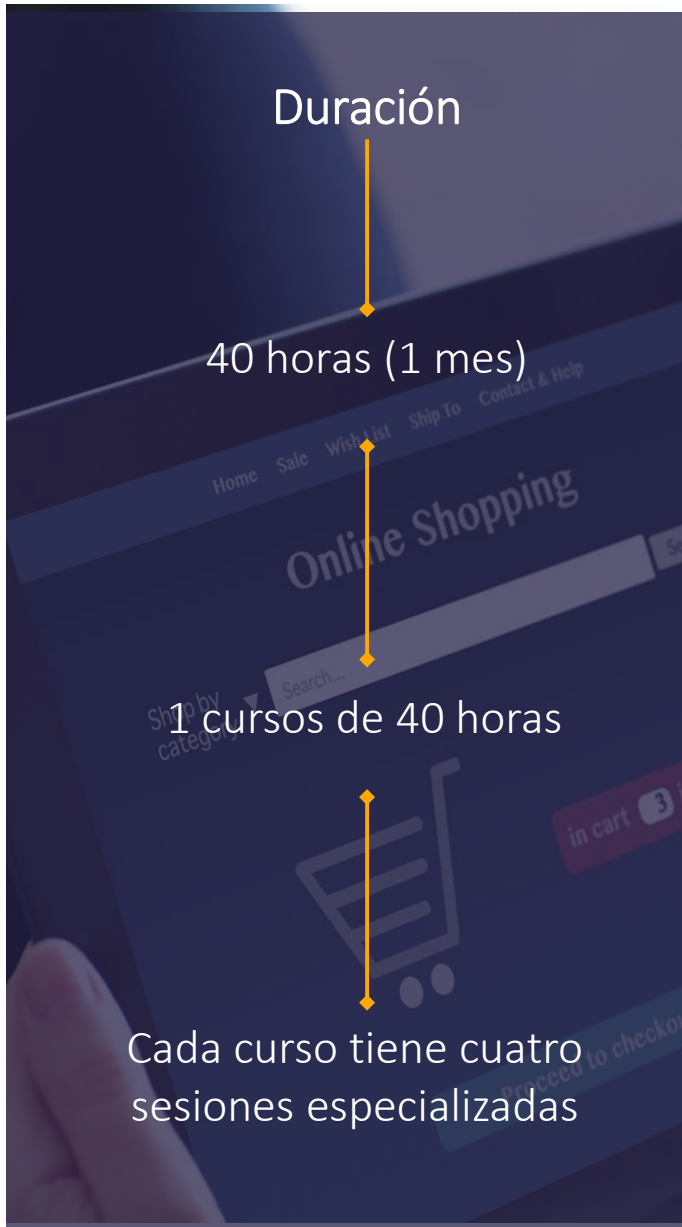 Duración
40 horas (1 mes)
Home Sale Wish List Ship To Contact & Help
Online Shopping
Search...
Shop by
category
1 cursos de 40 horas
in cart 3
Cada curso tiene cuatro
sesiones especializadas
Proceed to